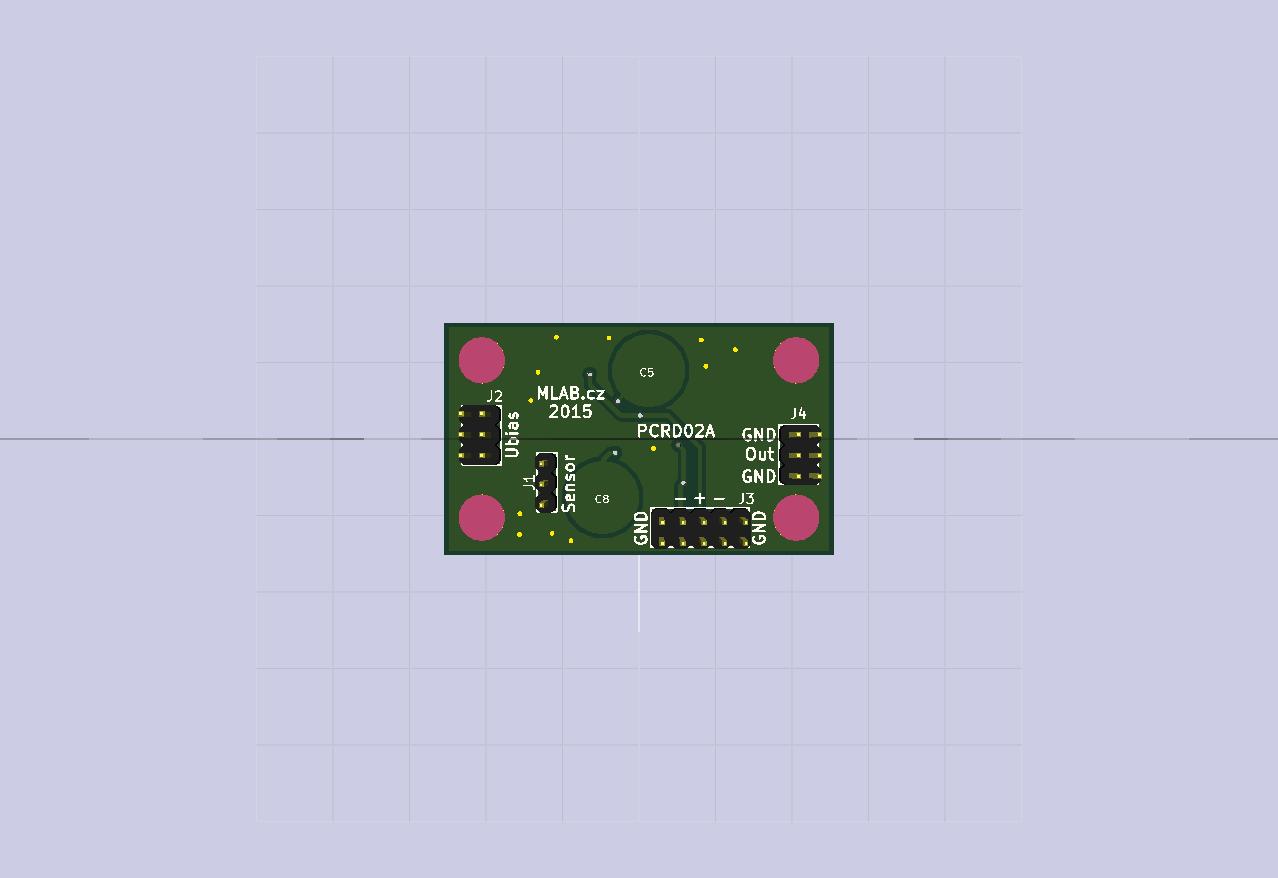 C5
MLAB.cz
2015
J2
Ubias
PCRD02A
J4
GND
Out
GND
J1
Sensor
C8
− + −
J3
GND
GND